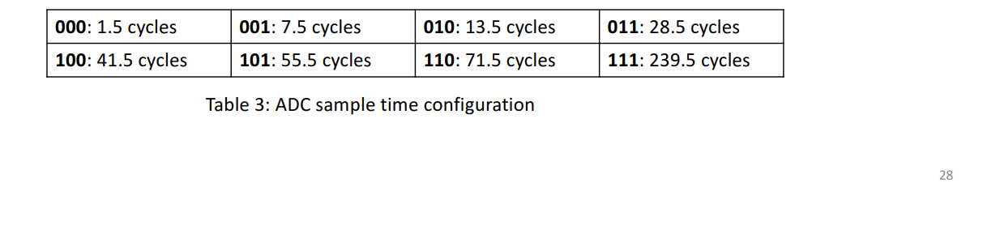 000: 1.5 cycles 001: 7.5 cycles 010: 13.5 cycles 011: 28.5 cycles
100: 41.5 cycles 101: 55.5 cycles 110: 71.5 cycles 111: 239.5 cycles
Table 3: ADC sample time configuration
28